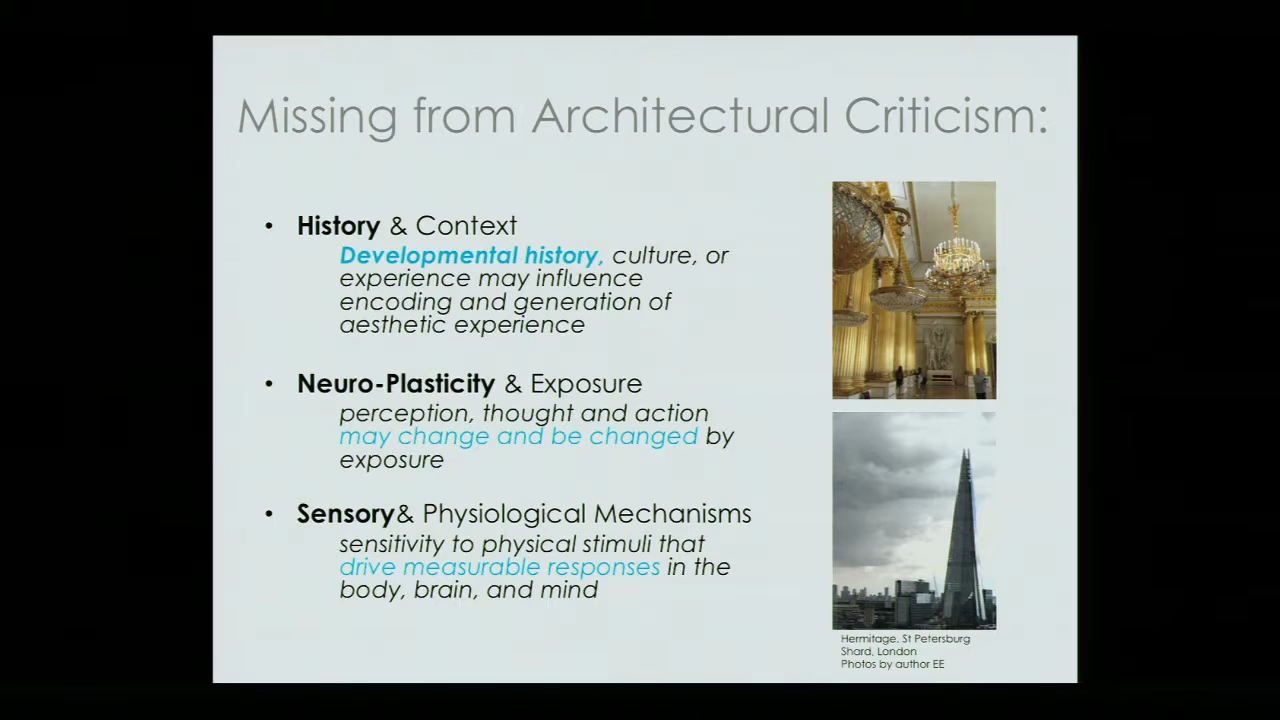 Missing from Architectural Criticism:
• History & Context
Developmental history, culture, or
experience may influence
encoding and generation of
aesthetic experience
• Neuro-Plasticity & Exposure
perception, thought and action
may change and be changed by
exposure
• Sensory& Physiological Mechanisms
sensitivity to physical stimuli that
drive measurable responses in the
body, brain, and mind
Hermitage, St Petersburg
Shard, London
Photos by author EE